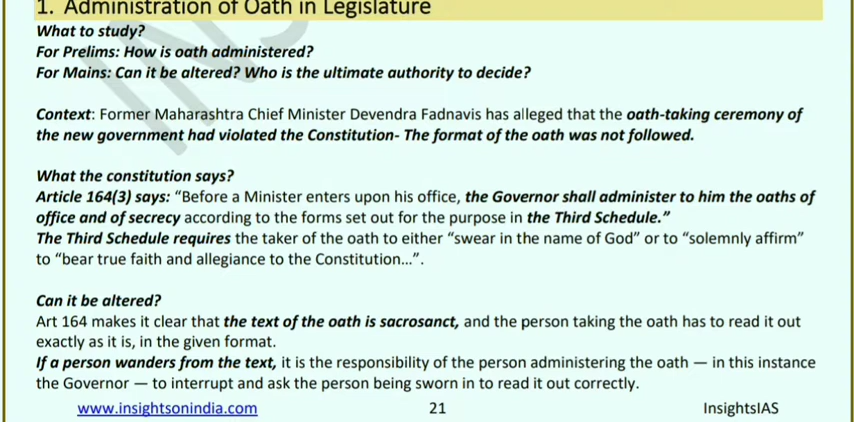 1. Administration of Oath in Legislature
What to study?
For Prelims: How is oath administered?
For Mains: Can it be altered? Who is the ultimate authority to decide?
Context: Former Maharashtra Chief Minister Devendra Fadnavis has alleged that the oath-taking ceremony of
the new government had violated the Constitution- The format of the oath was not followed.
What the constitution says?
Article 164(3) says: “Before a Minister enters upon his office, the Governor shall administer to him the oaths of
office and of secrecy according to the forms set out for the purpose in the Third Schedule.”
The Third Schedule requires the taker of the oath to either “swear in the name of God” or to “solemnly affirm”
to “bear true faith and allegiance to the Constitution...”.
Can it be altered?
Art 164 makes it clear that the text of the oath is sacrosanct, and the person taking the oath has to read it out
exactly as it is, in the given format.
If a person wanders from the text, it is the responsibility of the person administering the oath — in this instance
the Governor — to interrupt and ask the person being sworn in to read it out correctly.
www.insightsonindia.com 21 InsightsIAS